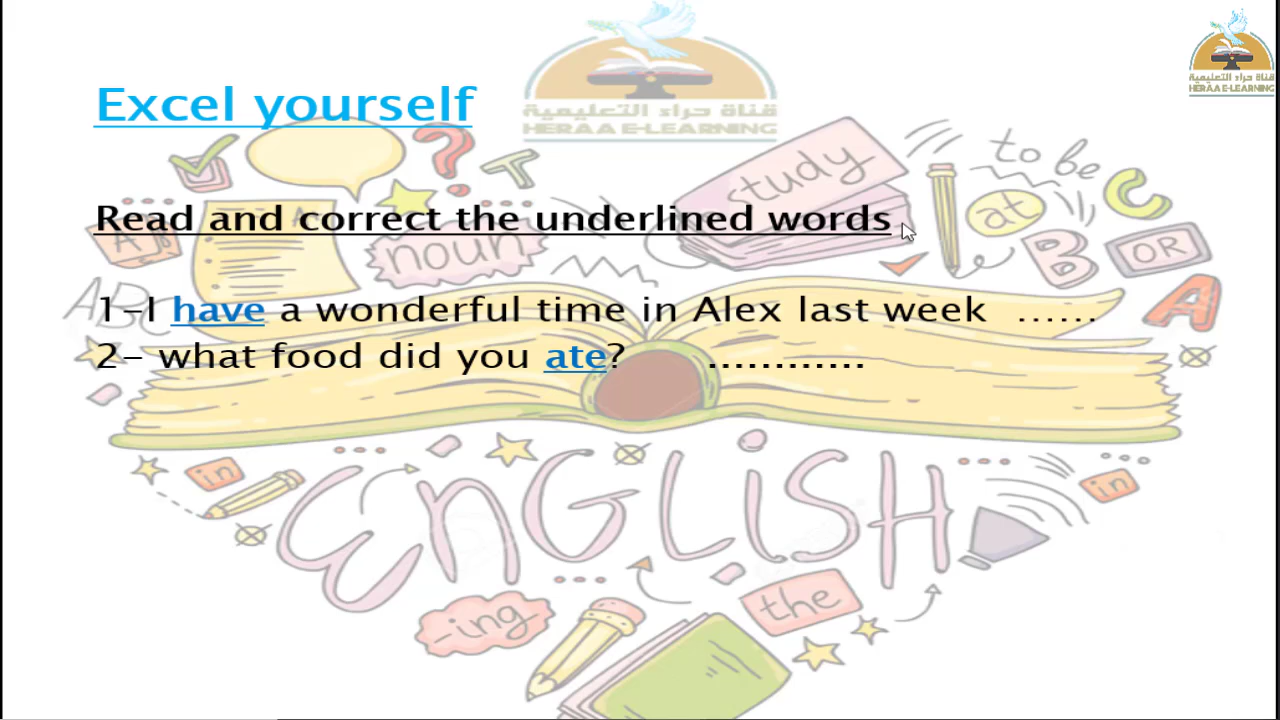 قناة حراء التعليمية
HERAA E-LEARNING
قناة حراء التعليمية
HERAA E-LEARNING
Excel yourself
study
to be
C
T
?
Read and correct the underlined words
at
A
noun
B
OR
ABC
A
1-I have a wonderful time in Alex last week ......
2- what food did you ate? ............
in
ENGLISH
in
-ing
the